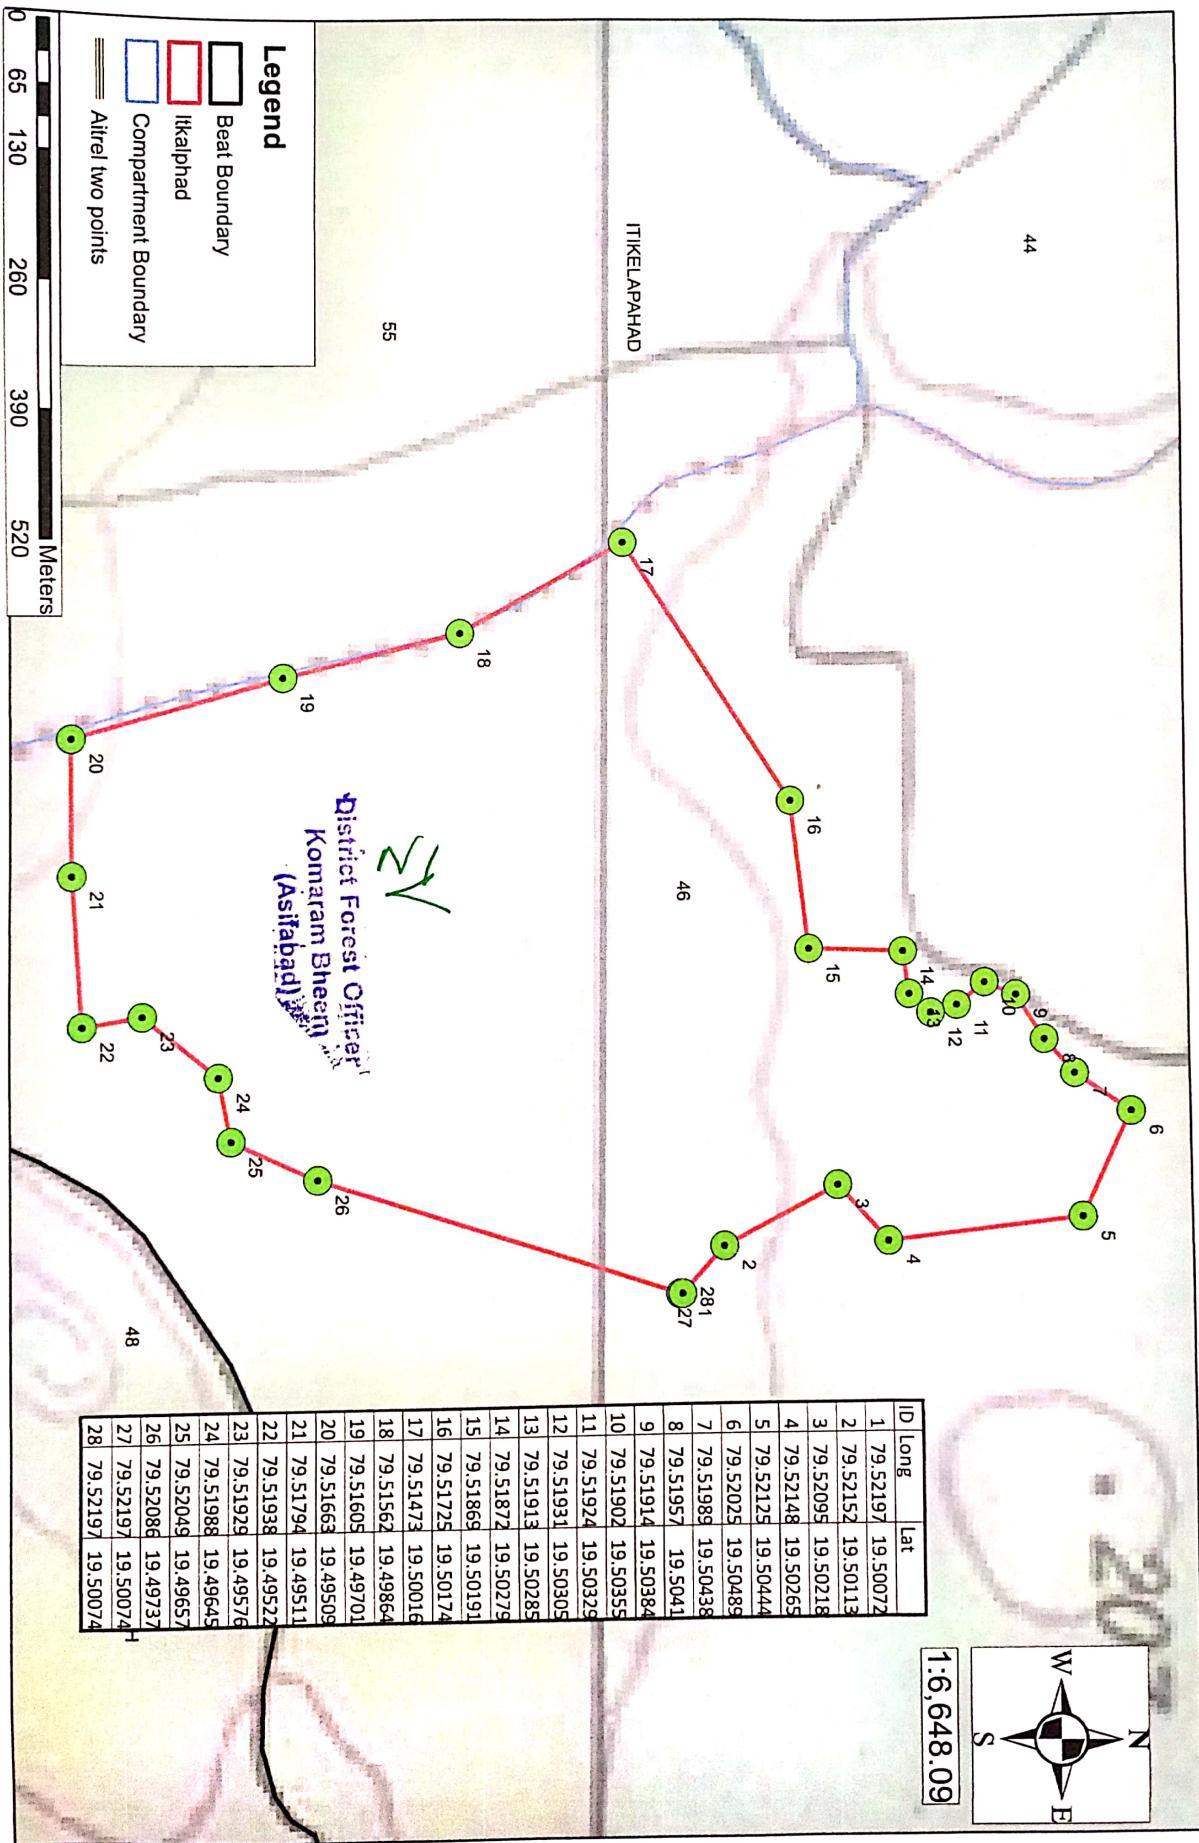 Legend
Beat Boundary
Itkalphad
Compartment Boundary
Aitrel two points
0 65 130 260 390 520
Meters
44
ITIKELAPAHAD
55
46
48
20
1
2
3
4
5
6
7
8
9
10
11
12
13
14
15
16
17
18
19
20
21
22
23
24
25
26
27
281
District Forest Officer
Komaram Bheem
(Asifabad)
N
W E
S
1:6,648.09
ID Long Lat
1 79.52197 19.50072
2 79.52152 19.50113
3 79.52095 19.50218
4 79.52148 19.50265
5 79.52125 19.50444
6 79.52025 19.50489
7 79.51989 19.50438
8 79.51957 19.5041
9 79.51914 19.50384
10 79.51902 19.50355
11 79.51924 19.50329
12 79.51931 19.50305
13 79.51913 19.50285
14 79.51872 19.50279
15 79.51869 19.50191
16 79.51725 19.50174
17 79.51473 19.50016
18 79.51562 19.49864
19 79.51605 19.49701
20 79.51663 19.49509
21 79.51794 19.49511
22 79.51938 19.49522
23 79.51929 19.49576
24 79.51988 19.49645
25 79.52049 19.49657
26 79.52086 19.49737
27 79.52197 19.50074
28 79.52197 19.50074